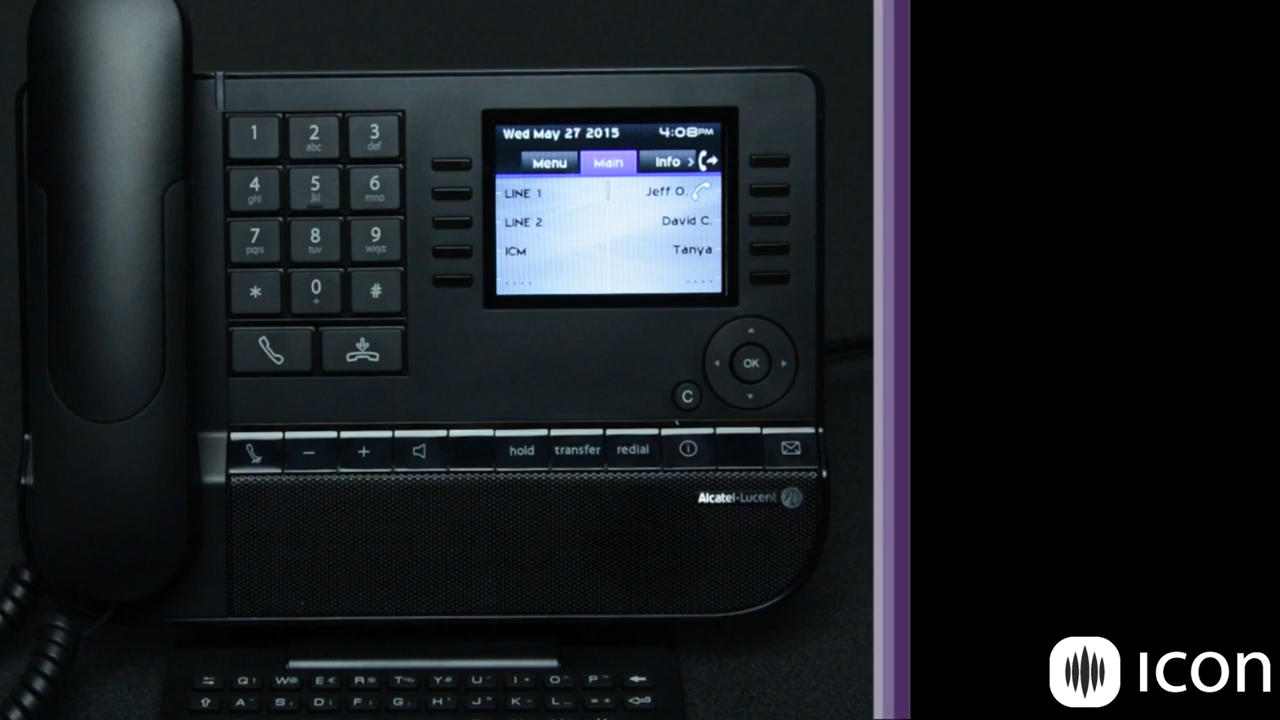 Wed May 27 2015 4:08PM
Menu Main Info >
LINE 1 Jeff O.
LINE 2 David C.
ICM Tanya
.... ....
1 2 abc 3 def
4 ghi 5 jkl 6 mno
7 pqrs 8 tuv 9 wxyz
* 0 + #
OK
C
− + hold transfer redial
Alcatel·Lucent
Q ! W E € R T Y U I O P
A S D F G H J K L
icon